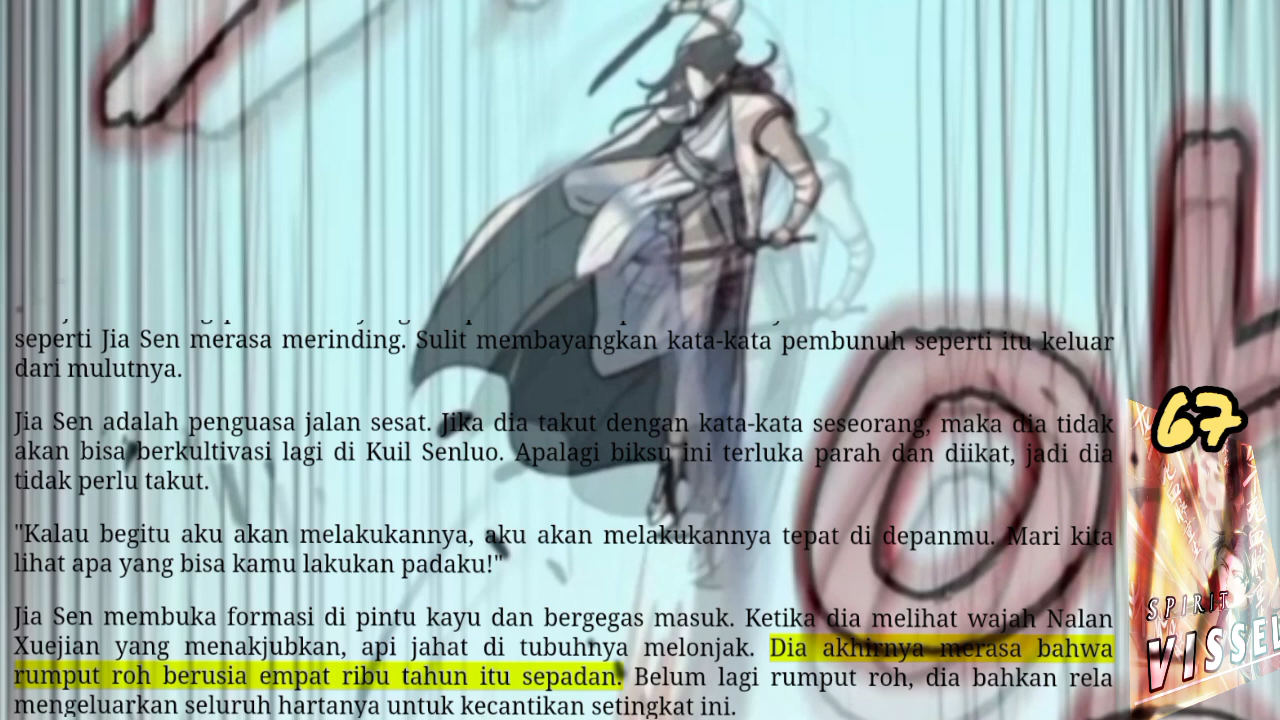 seperti Jia Sen merasa merinding. Sulit membayangkan kata-kata pembunuh seperti itu keluar
dari mulutnya.
Jia Sen adalah penguasa jalan sesat. Jika dia takut dengan kata-kata seseorang, maka dia tidak
akan bisa berkultivasi lagi di Kuil Senluo. Apalagi biksu ini terluka parah dan diikat, jadi dia
tidak perlu takut.
"Kalau begitu aku akan melakukannya, aku akan melakukannya tepat di depanmu. Mari kita
lihat apa yang bisa kamu lakukan padaku!"
Jia Sen membuka formasi di pintu kayu dan bergegas masuk. Ketika dia melihat wajah Nalan
Xuejian yang menakjubkan, api jahat di tubuhnya melonjak. Dia akhirnya merasa bahwa
rumput roh berusia empat ribu tahun itu sepadan. Belum lagi rumput roh, dia bahkan rela
mengeluarkan seluruh hartanya untuk kecantikan setingkat ini.
67
SPIRIT
VISSEL